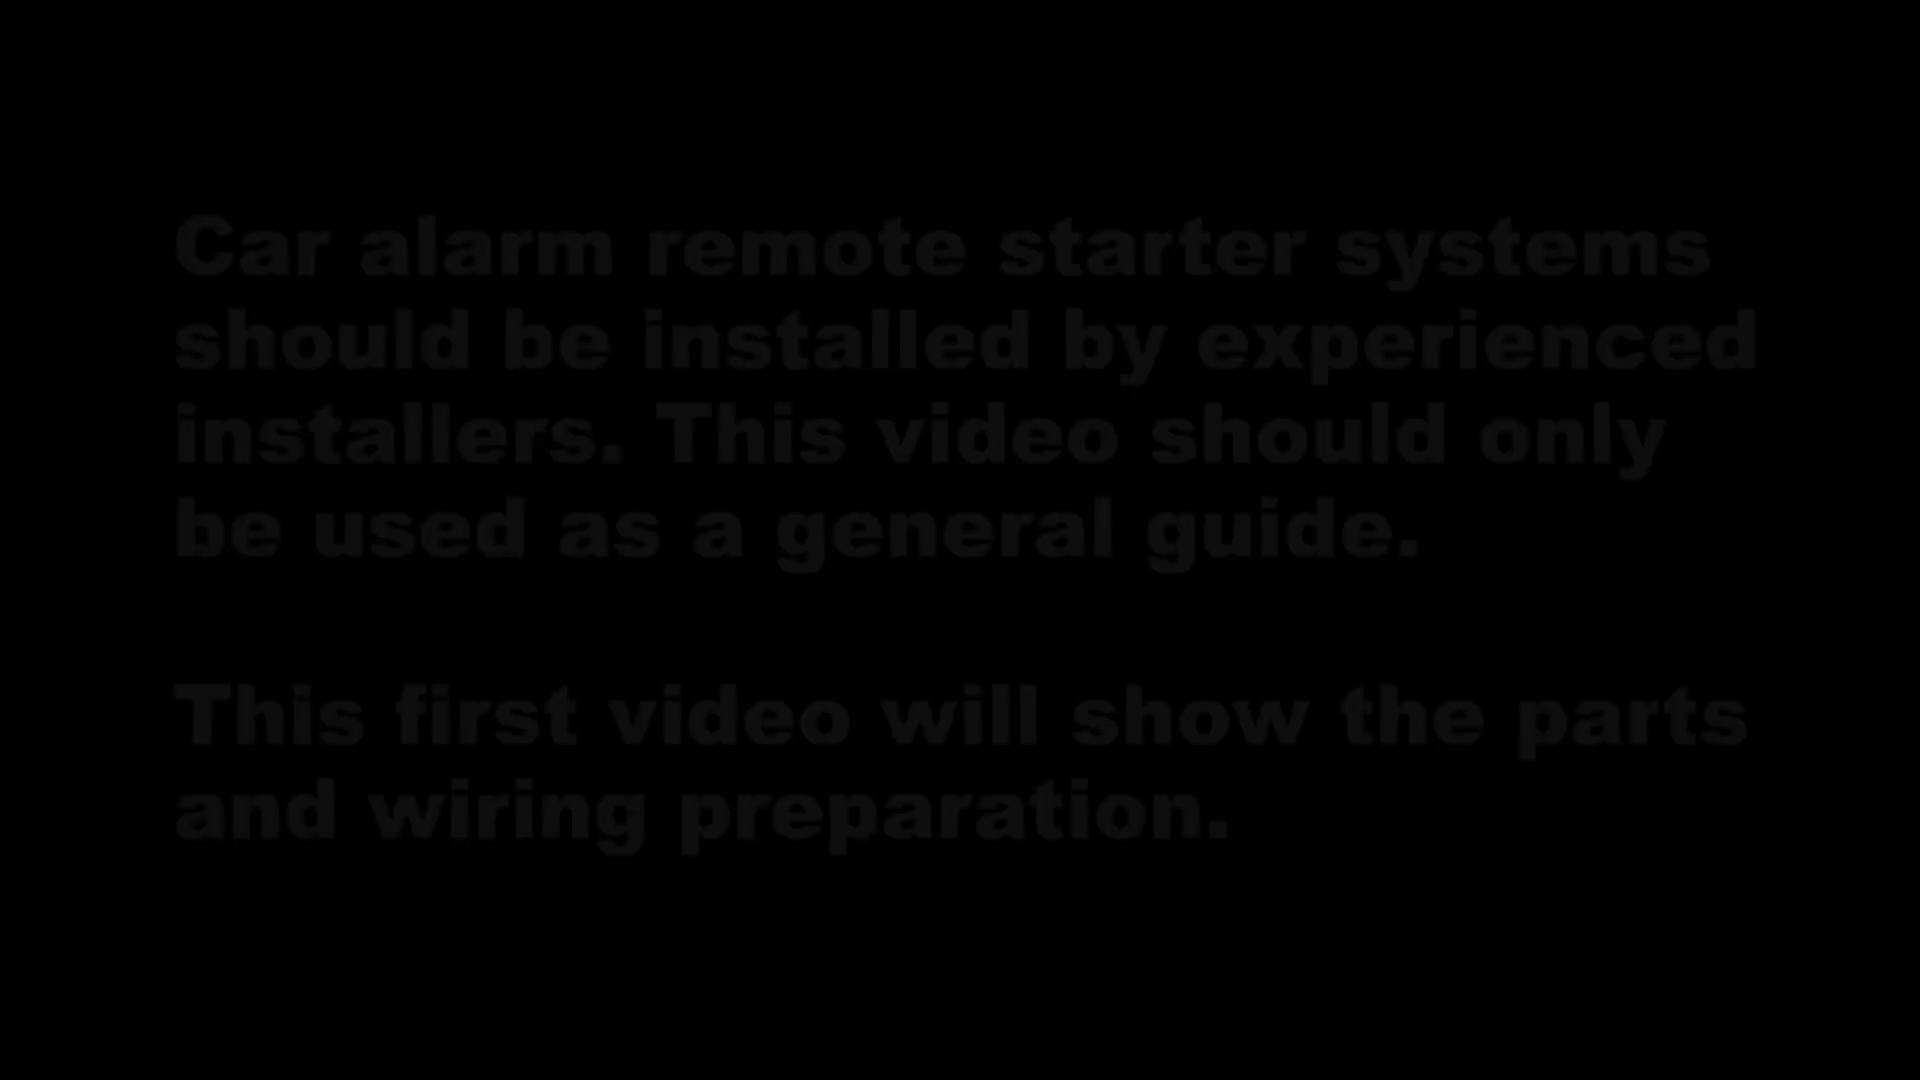 Car alarm remote starter systems
should be installed by experienced
installers. This video should only
be used as a general guide.
This first video will show the parts
and wiring preparation.